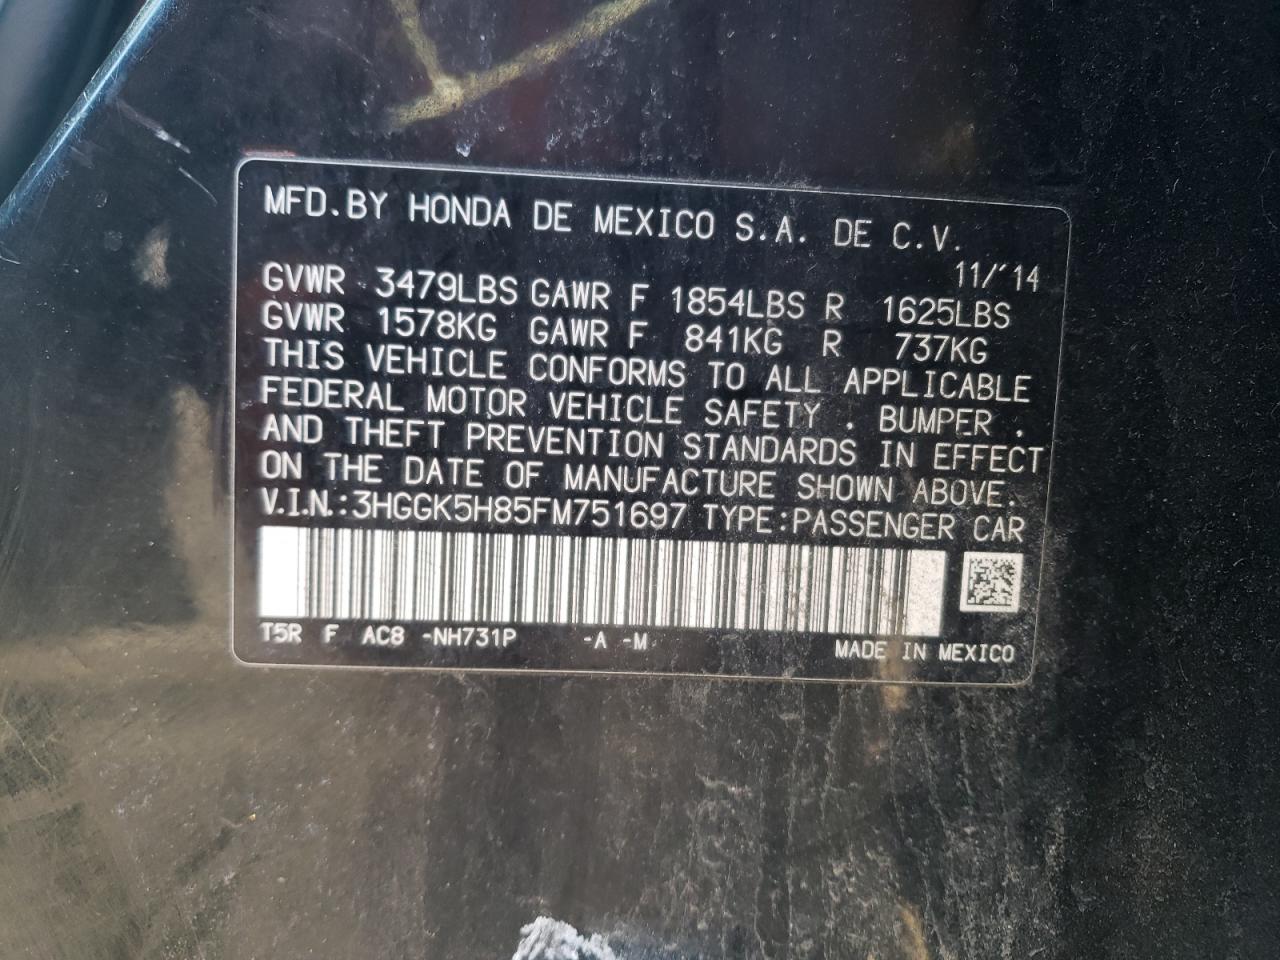 MFD.BY HONDA DE MEXICO S.A. DE C.V.
11/'14
GVWR 3479LBS GAWR F 1854LBS R 1625LBS
GVWR 1578KG GAWR F 841KG R 737KG
THIS VEHICLE CONFORMS TO ALL APPLICABLE
FEDERAL MOTOR VEHICLE SAFETY , BUMPER ,
AND THEFT PREVENTION STANDARDS IN EFFECT
ON THE DATE OF MANUFACTURE SHOWN ABOVE.
V.I.N.:3HGGK5H85FM751697 TYPE:PASSENGER CAR
T5R F AC8 -NH731P -A -M
MADE IN MEXICO